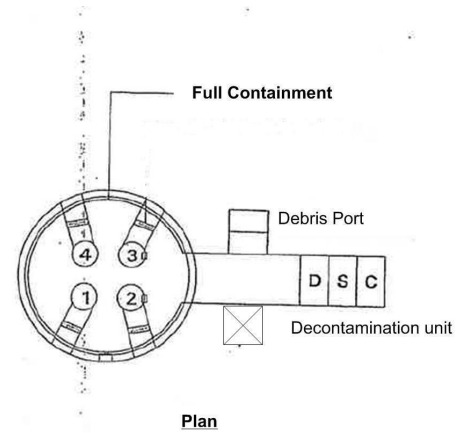 Full Containment
Debris Port
4 3
D S C
1 2
Decontamination unit
Plan